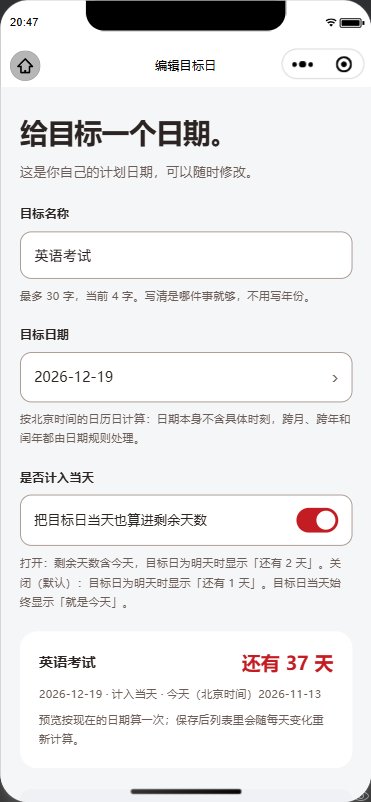 20:47
编辑目标日
给目标一个日期。
这是你自己的计划日期，可以随时修改。
目标名称
英语考试
最多 30 字，当前 4 字。写清是哪件事就够，不用写年份。
目标日期
2026-12-19
按北京时间的日历日计算：日期本身不含具体时刻，跨月、跨年和
闰年都由日期规则处理。
是否计入当天
把目标日当天也算进剩余天数
打开：剩余天数含今天，目标日为明天时显示「还有 2 天」。关
闭（默认）：目标日为明天时显示「还有 1 天」。目标日当天始
终显示「就是今天」。
英语考试
还有 37 天
2026-12-19 · 计入当天 · 今天（北京时间）2026-11-13
预览按现在的日期算一次；保存后列表里会随每天变化重
新计算。